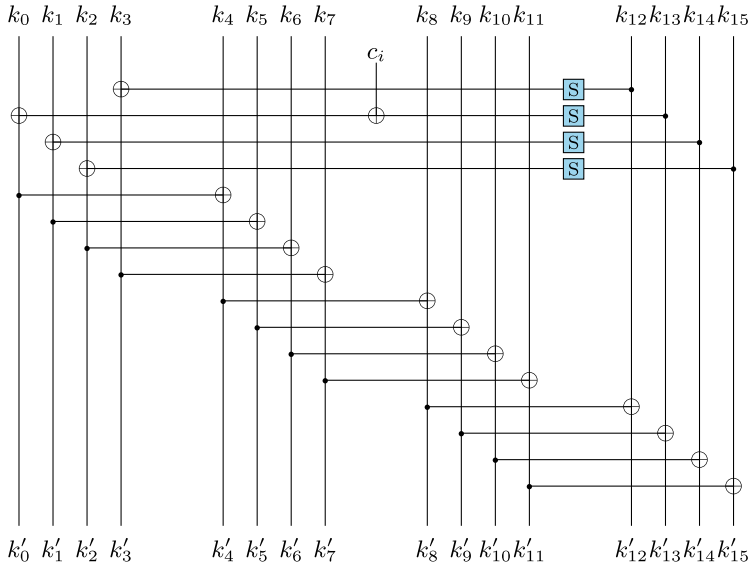 k₀ k₁ k₂ k₃ k₄ k₅ k₆ k₇ k₈ k₉ k₁₀ k₁₁ k₁₂ k₁₃ k₁₄ k₁₅
cᵢ
S
S
S
S
k′₀ k′₁ k′₂ k′₃ k′₄ k′₅ k′₆ k′₇ k′₈ k′₉ k′₁₀ k′₁₁ k′₁₂ k′₁₃ k′₁₄ k′₁₅